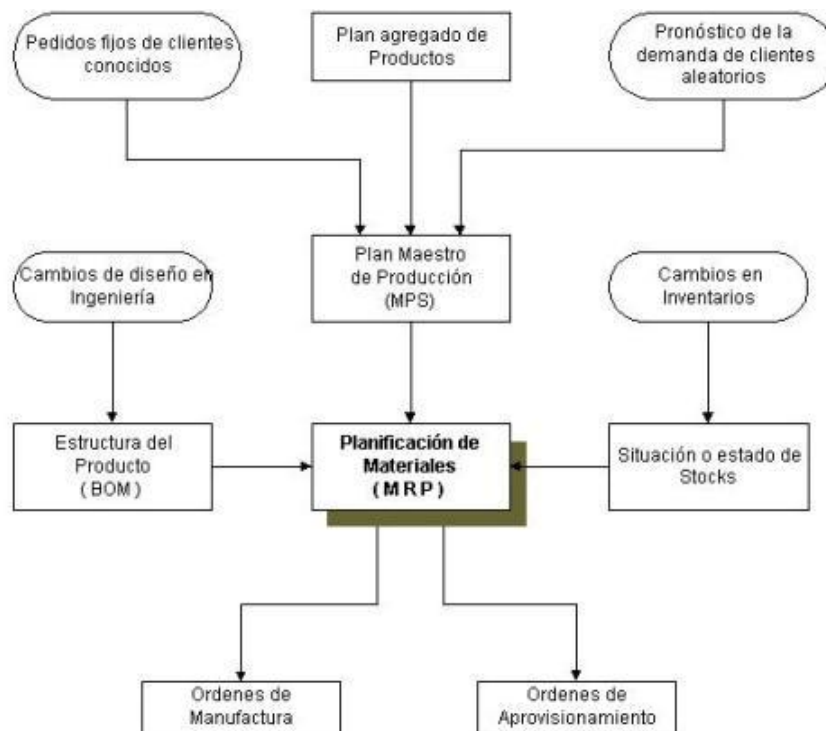 Pedidos fijos de clientes
conocidos
Plan agregado de
Productos
Pronóstico de la
demanda de clientes
aleatorios
Cambios de diseño en
Ingeniería
Plan Maestro
de Producción
(MPS)
Cambios en
Inventarios
Estructura del
Producto
( BOM )
Planificación de
Materiales
( M R P )
Situación o estado de
Stocks
Ordenes de
Manufactura
Ordenes de
Aprovisionamiento